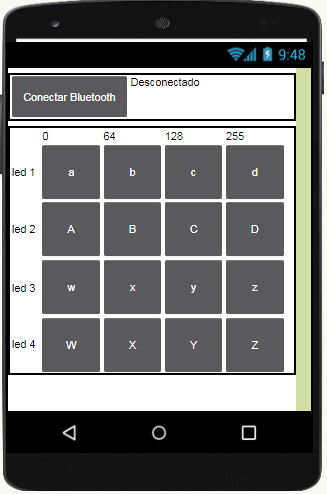 9:48
Conectar Bluetooth Desconectado
0 64 128 255
led 1 a b c d
led 2 A B C D
led 3 w x y z
led 4 W X Y Z